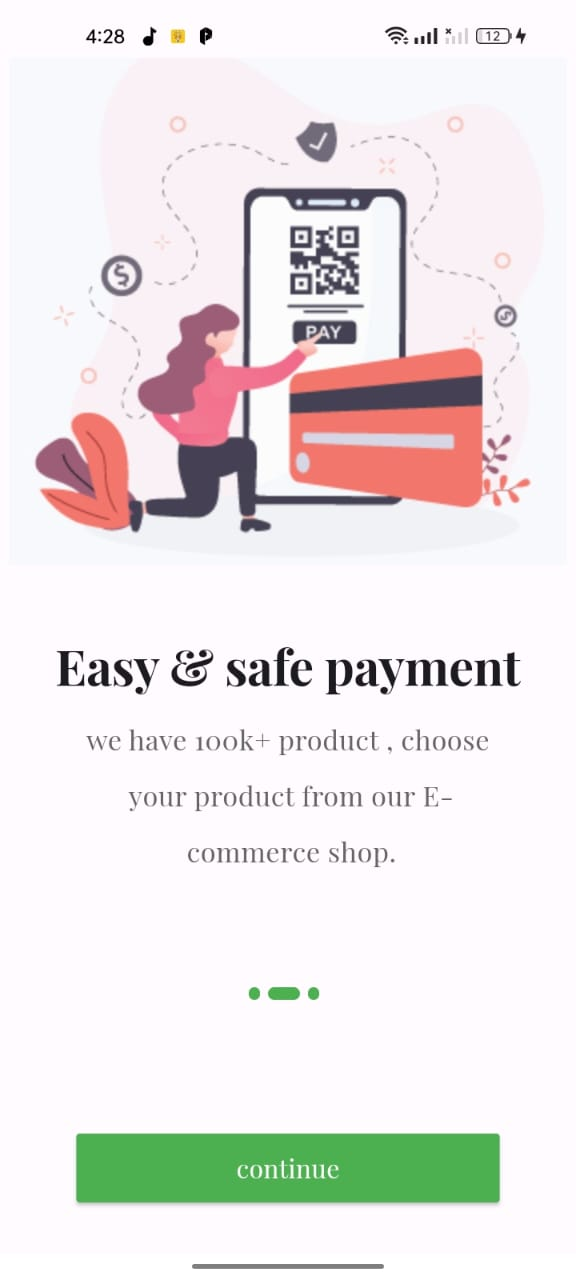 4:28
12
PAY
Easy & safe payment
we have 100k+ product , choose
your product from our E-
commerce shop.
continue